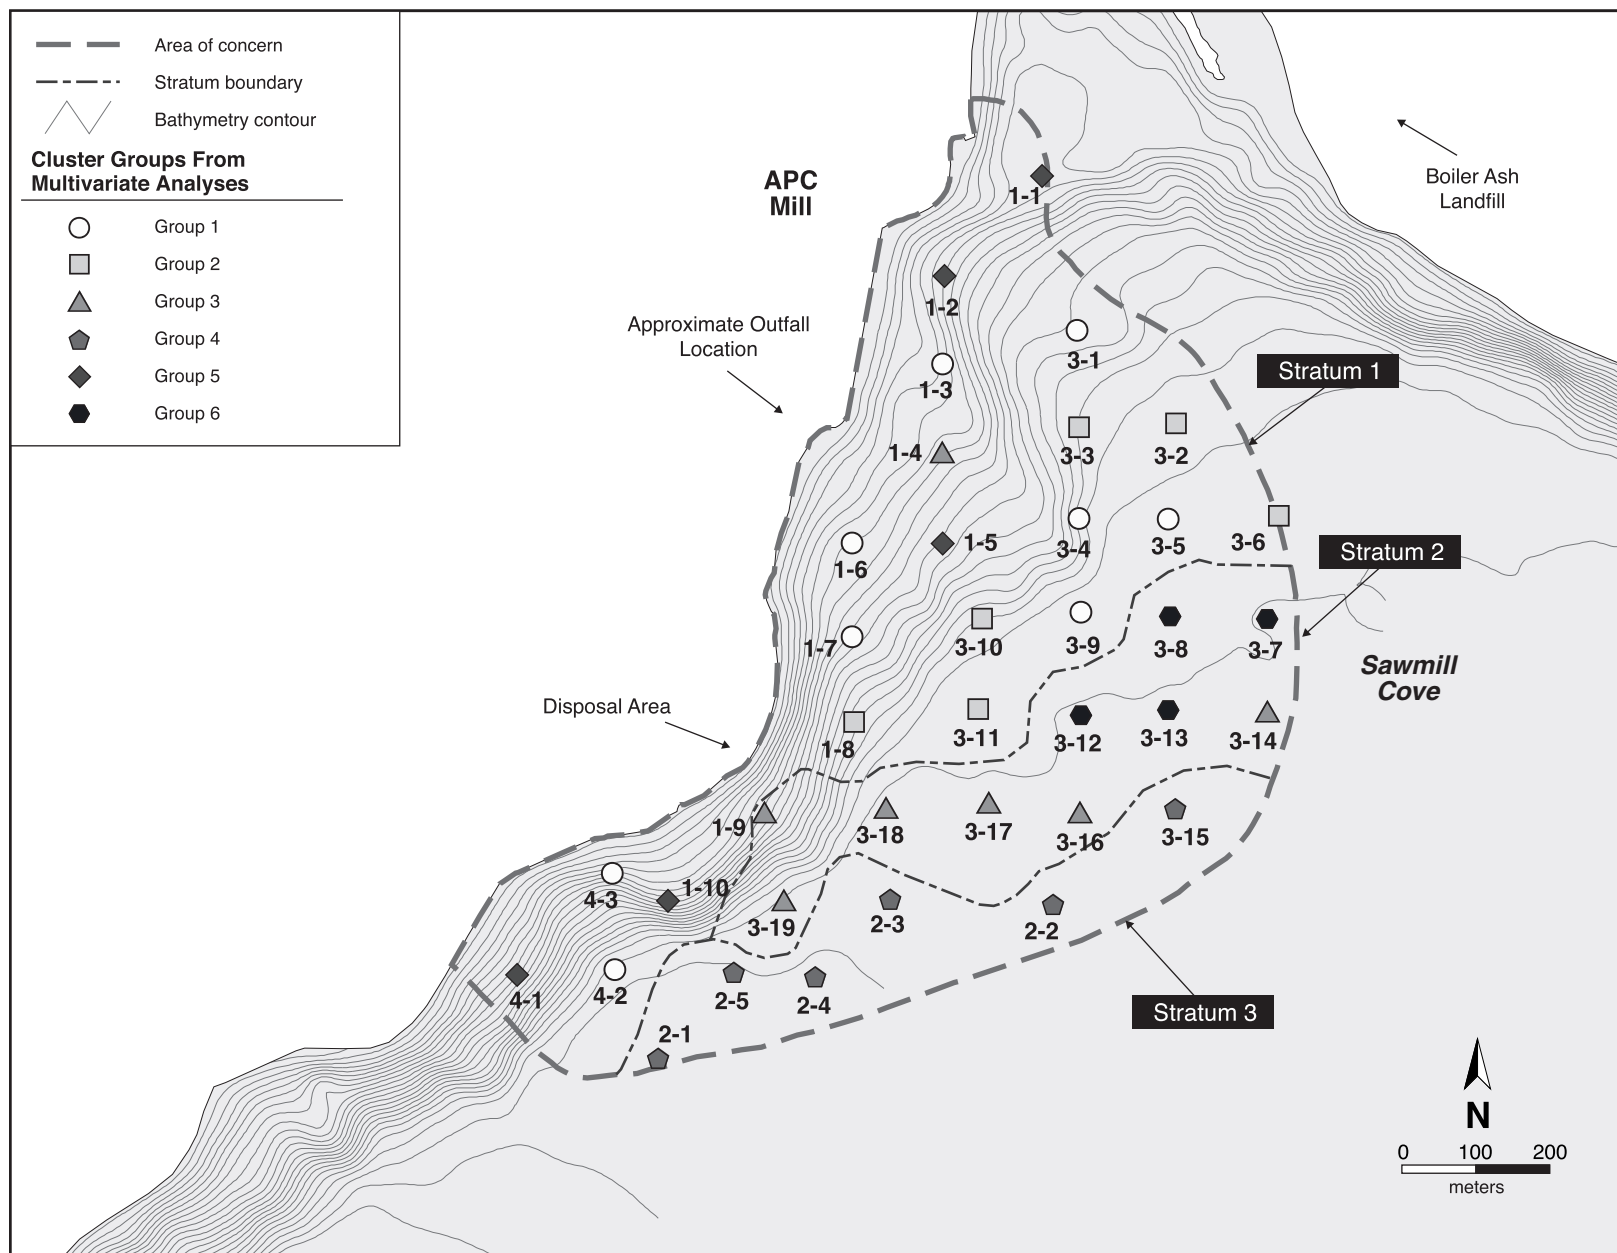 Area of concern
Stratum boundary
Bathymetry contour
Cluster Groups From
Multivariate Analyses
Group 1
Group 2
Group 3
Group 4
Group 5
Group 6
APC
Mill
Boiler Ash
Landfill
1-1
1-2
Approximate Outfall
Location
3-1
1-3
Stratum 1
1-4
3-3
3-2
1-5
3-4
3-5
3-6
Stratum 2
1-6
1-7
3-10
3-9
3-8
3-7
Sawmill
Cove
Disposal Area
1-8
3-11
3-12
3-13
3-14
1-9
3-18
3-17
3-16
3-15
4-3
1-10
3-19
2-3
2-2
4-1
4-2
2-5
2-4
Stratum 3
2-1
N
0 100 200
meters